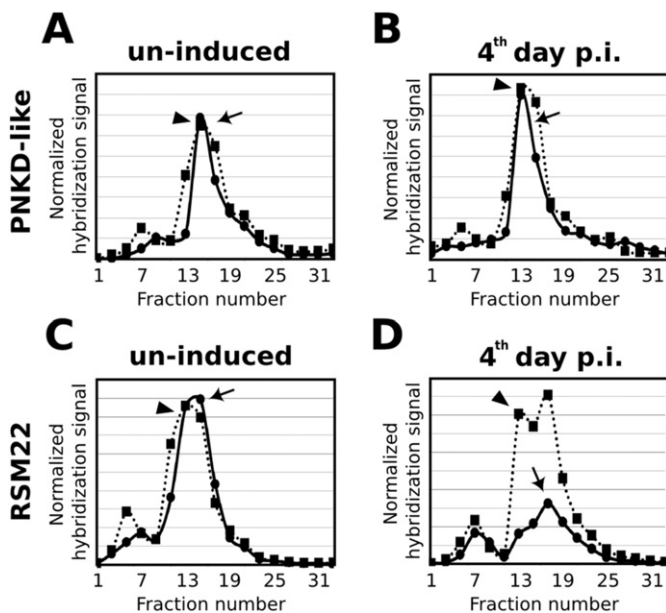 A
un-induced
B
4th day p.i.
PNKD-like
Normalized
hybridization signal
1 7 13 19 25 31
Fraction number
Normalized
hybridization signal
1 7 13 19 25 31
Fraction number
C
un-induced
D
4th day p.i.
RSM22
Normalized
hybridization signal
1 7 13 19 25 31
Fraction number
Normalized
hybridization signal
1 7 13 19 25 31
Fraction number